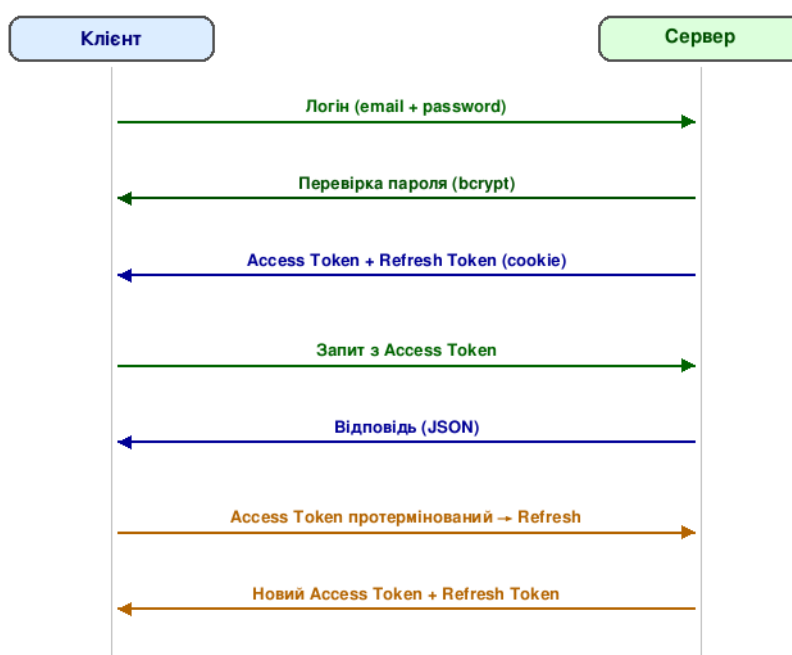 Клієнт
Сервер
Логін (email + password)
Перевірка пароля (bcrypt)
Access Token + Refresh Token (cookie)
Запит з Access Token
Відповідь (JSON)
Access Token протермінований → Refresh
Новий Access Token + Refresh Token